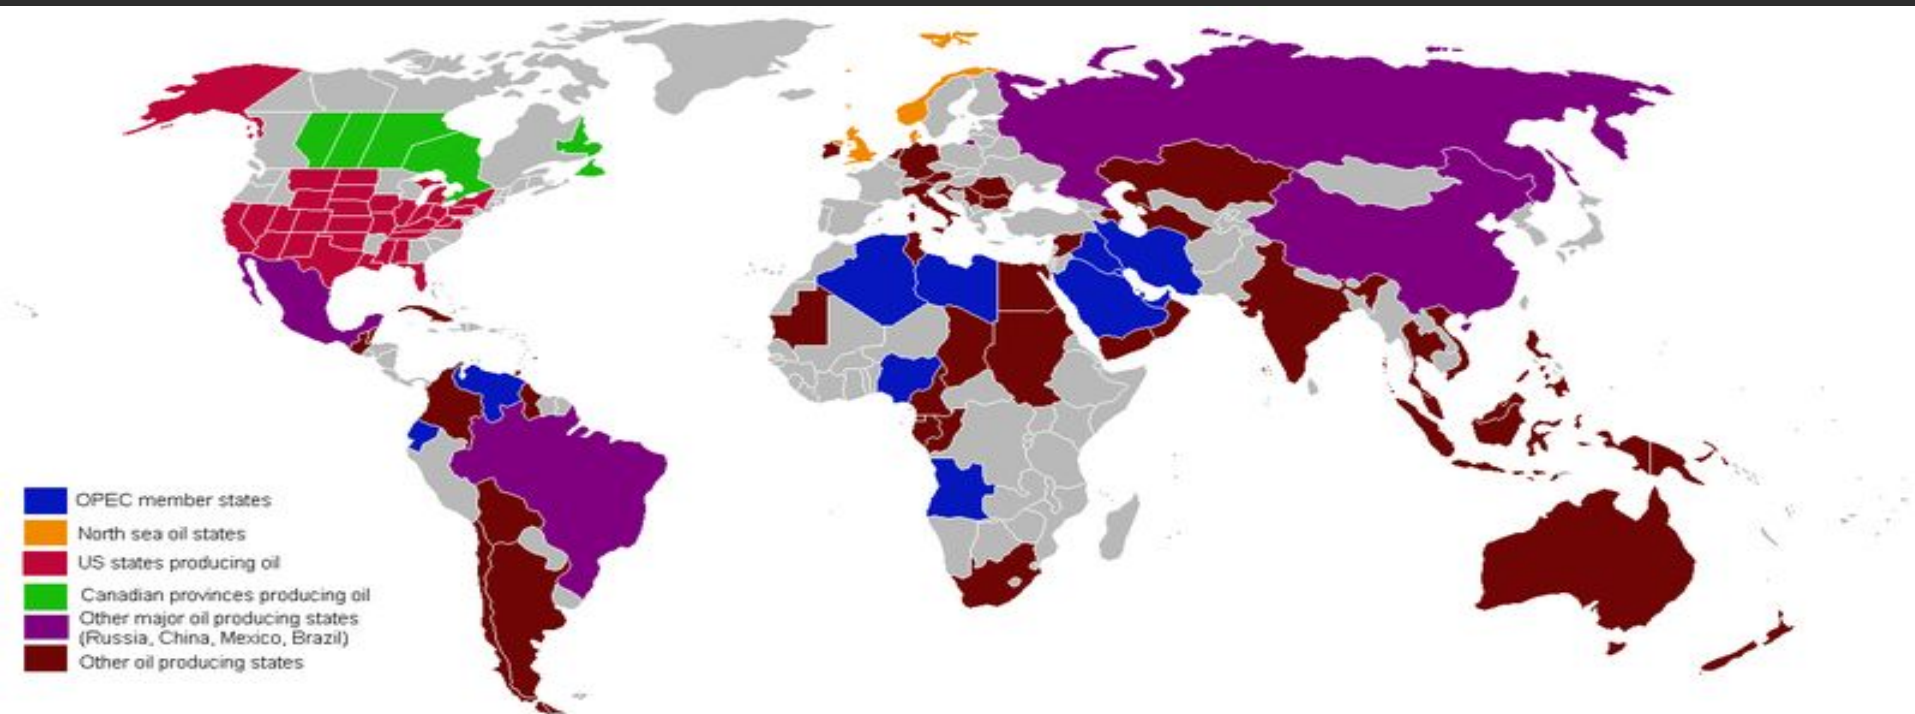 OPEC member states
North sea oil states
US states producing oil
Canadian provinces producing oil
Other major oil producing states
(Russia, China, Mexico, Brazil)
Other oil producing states